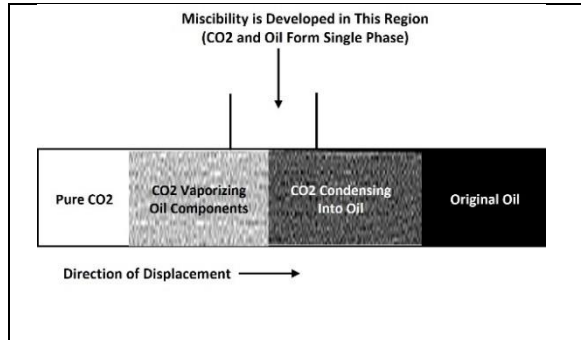 Miscibility is Developed in This Region
(CO2 and Oil Form Single Phase)
Pure CO2
CO2 Vaporizing
Oil Components
CO2 Condensing
Into Oil
Original Oil
Direction of Displacement